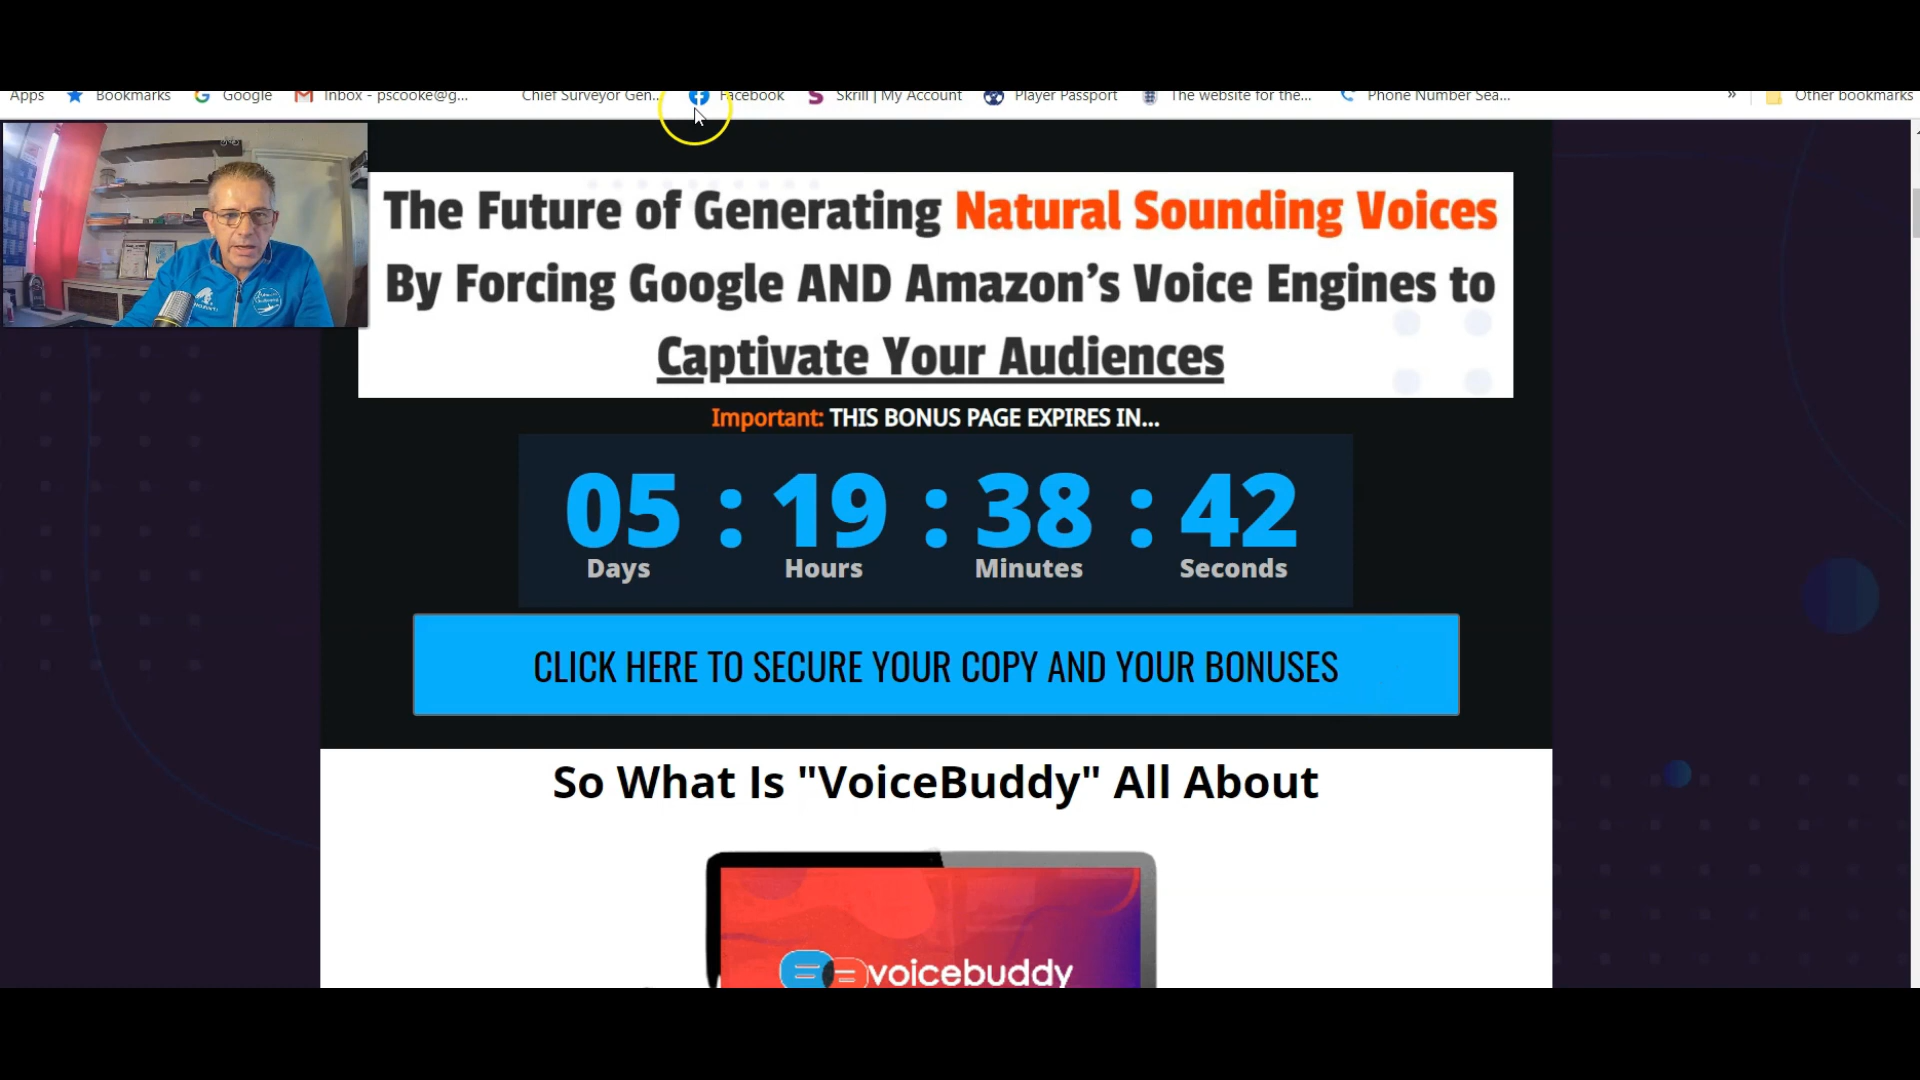 Apps Bookmarks Google Inbox - pscooke@g... Chief Surveyor Gen... Facebook Skrill | My Account Player Passport The website for the... Phone Number Sea... » Other bookmarks
The Future of Generating Natural Sounding Voices
By Forcing Google AND Amazon's Voice Engines to
Captivate Your Audiences
Important: THIS BONUS PAGE EXPIRES IN...
05 : 19 : 38 : 42
Days Hours Minutes Seconds
CLICK HERE TO SECURE YOUR COPY AND YOUR BONUSES
So What Is "VoiceBuddy" All About
voicebuddy